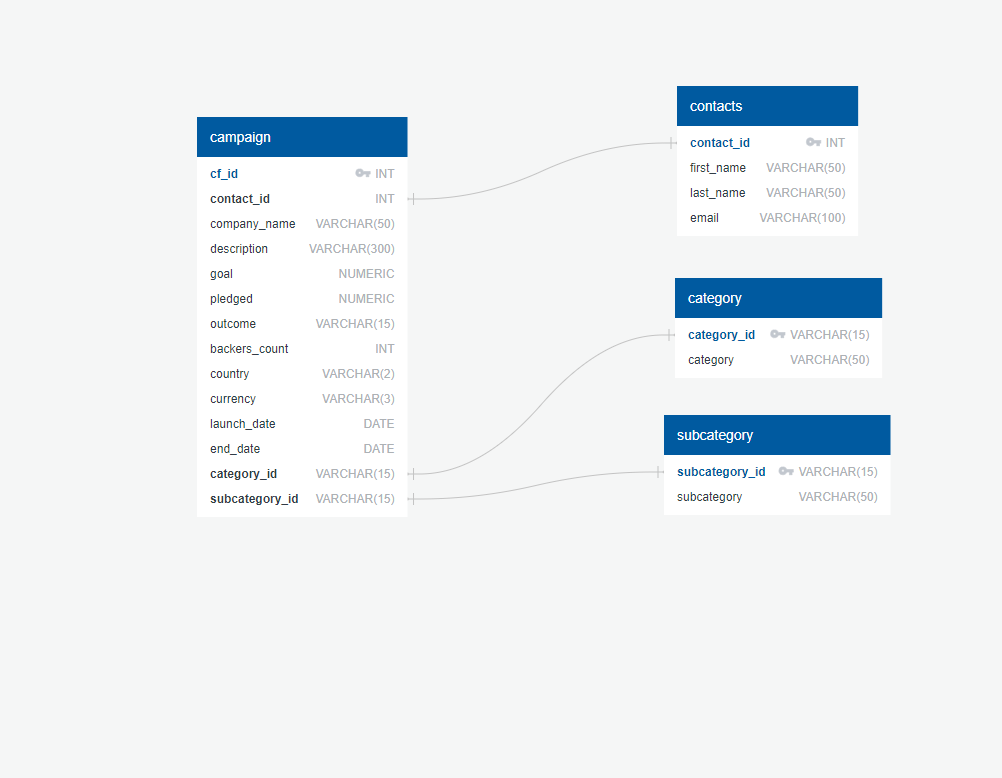 campaign
cf_id INT
contact_id INT
company_name VARCHAR(50)
description VARCHAR(300)
goal NUMERIC
pledged NUMERIC
outcome VARCHAR(15)
backers_count INT
country VARCHAR(2)
currency VARCHAR(3)
launch_date DATE
end_date DATE
category_id VARCHAR(15)
subcategory_id VARCHAR(15)
contacts
contact_id INT
first_name VARCHAR(50)
last_name VARCHAR(50)
email VARCHAR(100)
category
category_id VARCHAR(15)
category VARCHAR(50)
subcategory
subcategory_id VARCHAR(15)
subcategory VARCHAR(50)